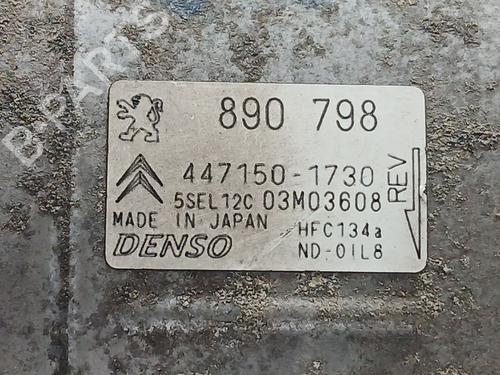 890 798
447150-1730
5SEL12C 03M03608
REV
MADE IN JAPAN HFC134a
DENSO ND-OIL8
B-PARTS